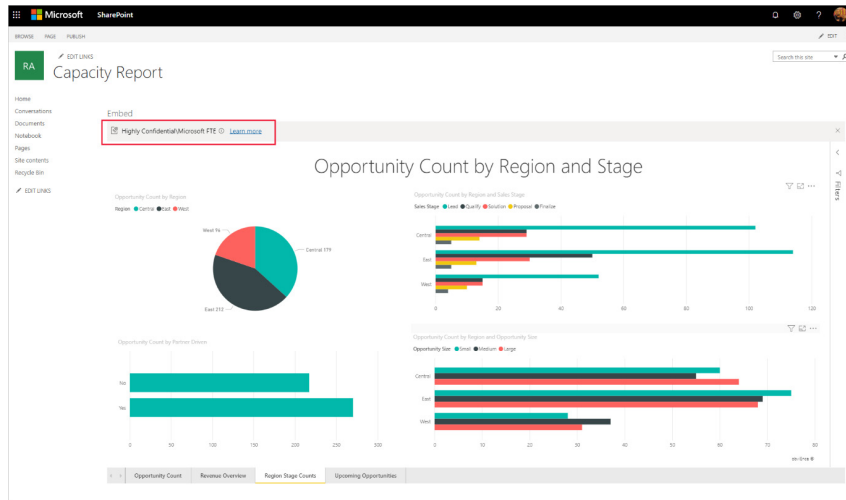 Microsoft SharePoint ?
BROWSE PAGE PUBLISH EDIT
RA
EDIT LINKS
Capacity Report
Search this site
Home
Conversations
Documents
Notebook
Pages
Site contents
Recycle Bin
EDIT LINKS
Embed
Highly Confidential\Microsoft FTE Learn more
Opportunity Count by Region and Stage
Filters
Opportunity Count by Region
Region Central East West
West 96
Central 179
East 212
Opportunity Count by Region and Sales Stage
Sales Stage Lead Qualify Solution Proposal Finalize
Central
East
West
0 20 40 60 80 100 120
Opportunity Count by Partner Driven
No
Yes
0 50 100 150 200 250 300
Opportunity Count by Region and Opportunity Size
Opportunity Size Small Medium Large
Central
East
West
0 10 20 30 40 50 60 70 80
Opportunity Count Revenue Overview Region Stage Counts Upcoming Opportunities